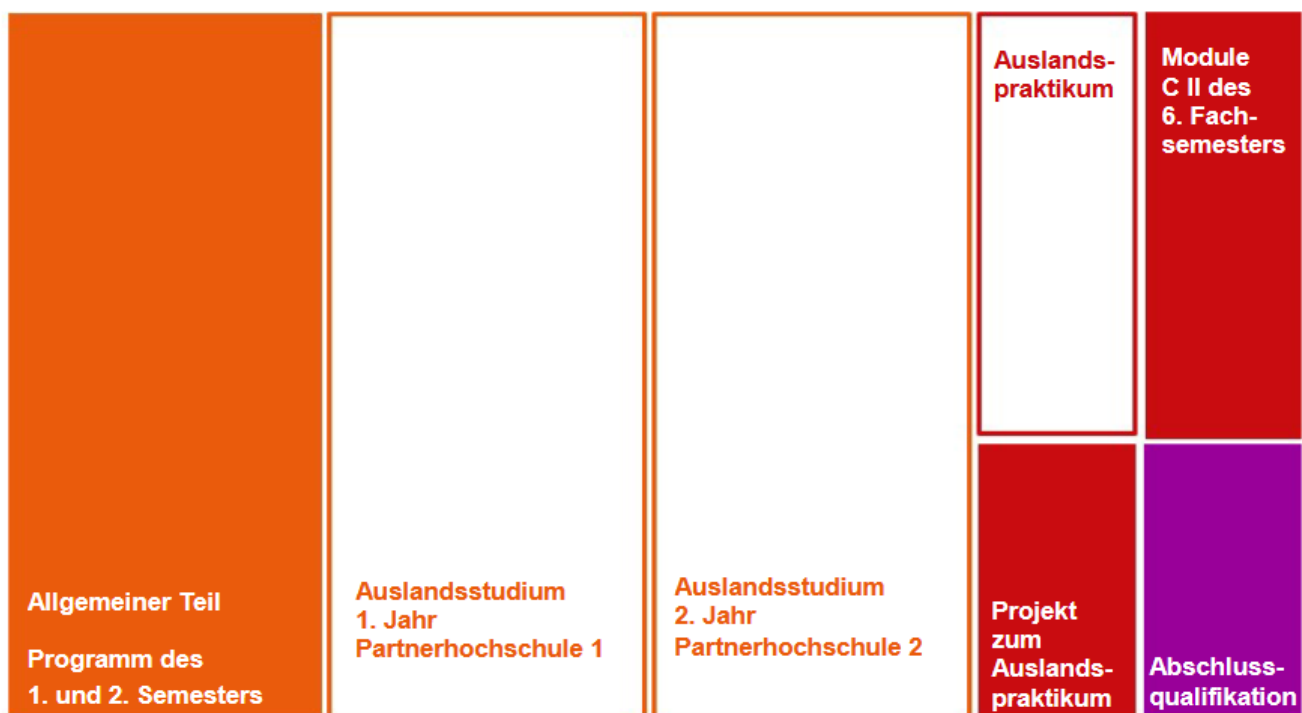 Allgemeiner Teil
Programm des
1. und 2. Semesters
Auslandsstudium
1. Jahr
Partnerhochschule 1
Auslandsstudium
2. Jahr
Partnerhochschule 2
Auslands-
praktikum
Projekt
zum
Auslands-
praktikum
Module
C II des
6. Fach-
semesters
Abschluss-
qualifikation